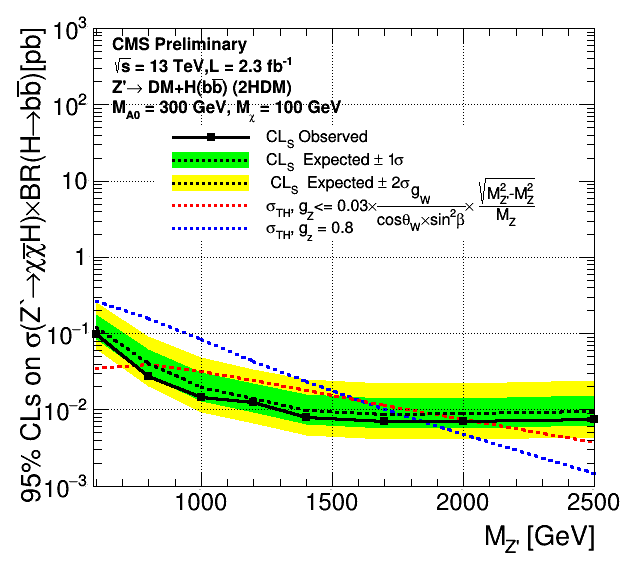 CMS Preliminary
√s = 13 TeV,L = 2.3 fb⁻¹
Z'→ DM+H(bb̅) (2HDM)
M_A0 = 300 GeV, M_χ = 100 GeV
CL_S Observed
CL_S Expected ± 1σ
CL_S Expected ± 2σ
σ_TH, g_Z<= 0.03×g_W/(cosθ_W×sin²β)×√(M²_Z'-M²_Z)/M_Z
σ_TH, g_z = 0.8
95% CLs on σ(Z`→χχ̅H)×BR(H→bb̅)[pb]
10³
10²
10
1
10⁻¹
10⁻²
10⁻³
1000 1500 2000 2500
M_Z' [GeV]